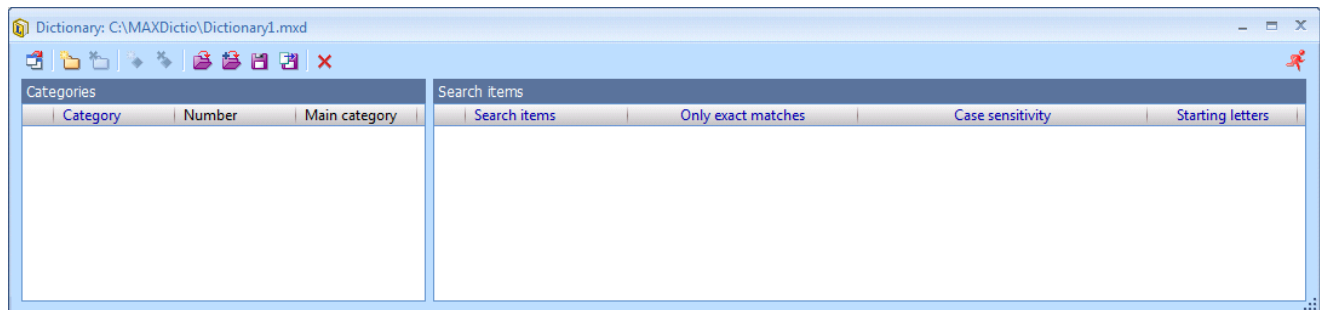 Dictionary: C:\MAXDictio\Dictionary1.mxd
Categories
Search items
Category Number Main category
Search items Only exact matches Case sensitivity Starting letters